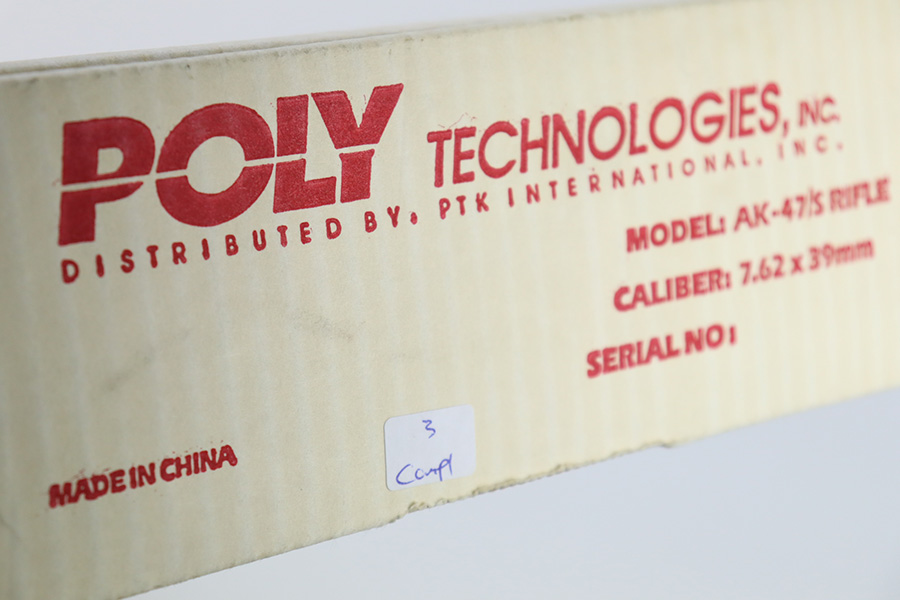 POLY TECHNOLOGIES, INC.
DISTRIBUTED BY. PTK INTERNATIONAL, INC.
MODEL: AK-47/S RIFLE
CALIBER: 7.62 x 39mm
SERIAL NO:
MADE IN CHINA
3
Compl